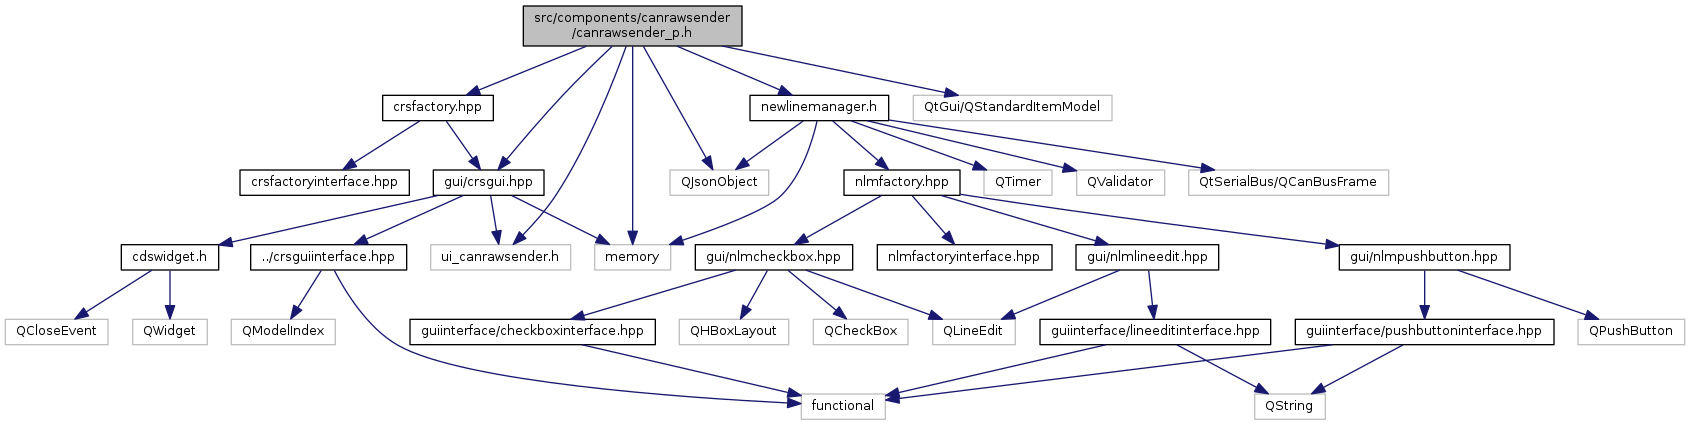 src/components/canrawsender
/canrawsender_p.h
crsfactory.hpp
newlinemanager.h
QtGui/QStandardItemModel
crsfactoryinterface.hpp
gui/crsgui.hpp
QJsonObject
nlmfactory.hpp
QTimer
QValidator
QtSerialBus/QCanBusFrame
cdswidget.h
../crsguiinterface.hpp
ui_canrawsender.h
memory
gui/nlmcheckbox.hpp
nlmfactoryinterface.hpp
gui/nlmlineedit.hpp
gui/nlmpushbutton.hpp
QCloseEvent
QWidget
QModelIndex
guiinterface/checkboxinterface.hpp
QHBoxLayout
QCheckBox
QLineEdit
guiinterface/lineeditinterface.hpp
guiinterface/pushbuttoninterface.hpp
QPushButton
functional
QString